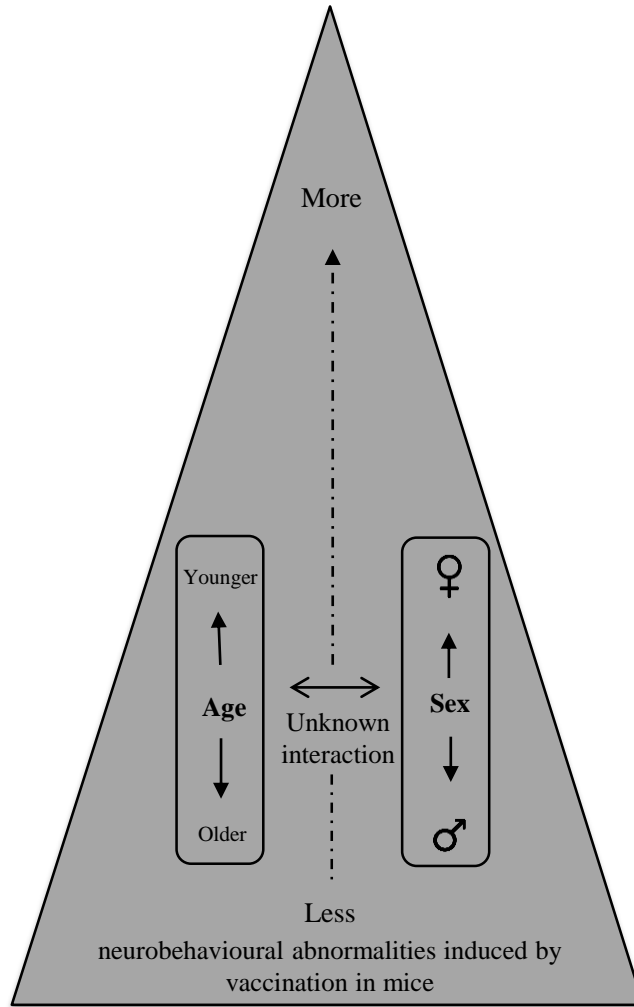 More
Younger
♀
Age
Sex
Unknown
interaction
Older
♂
Less
neurobehavioural abnormalities induced by
vaccination in mice